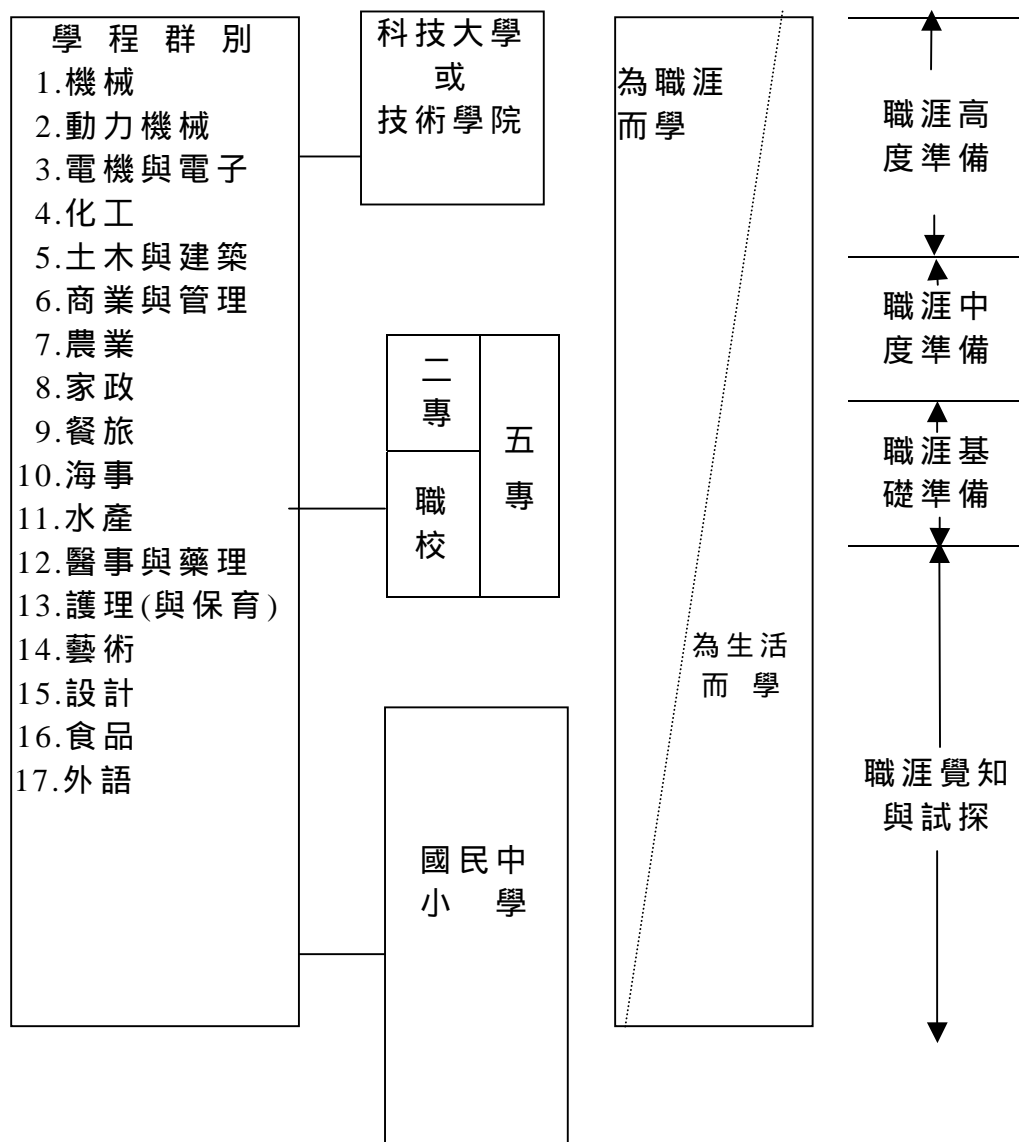 學程群別
1.機械
2.動力機械
3.電機與電子
4.化工
5.土木與建築
6.商業與管理
7.農業
8.家政
9.餐旅
10.海事
11.水產
12.醫事與藥理
13.護理(與保育)
14.藝術
15.設計
16.食品
17.外語
科技大學
或
技術學院
二
專
職
校
五
專
國民中
小 學
為職涯
而學
為生活
而 學
職涯高
度準備
職涯中
度準備
職涯基
礎準備
職涯覺知
與試探